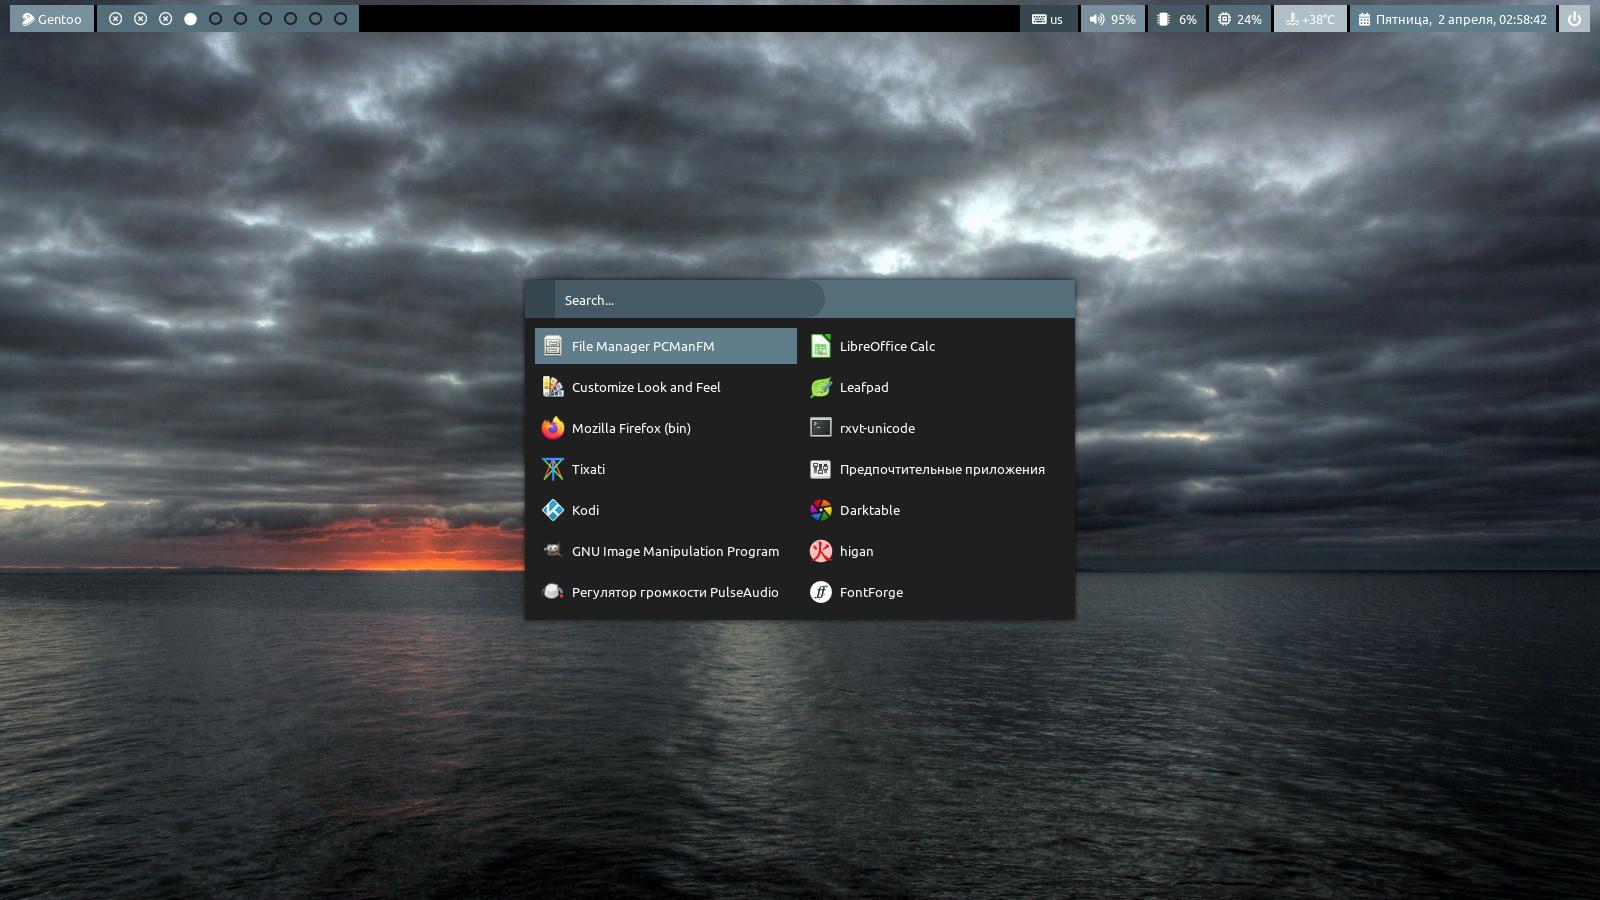 Gentoo
us
95%
6%
24%
+38°C
Пятница, 2 апреля, 02:58:42
Search...
File Manager PCManFM
LibreOffice Calc
Customize Look and Feel
Leafpad
Mozilla Firefox (bin)
rxvt-unicode
Tixati
Предпочтительные приложения
Kodi
Darktable
GNU Image Manipulation Program
higan
Регулятор громкости PulseAudio
FontForge